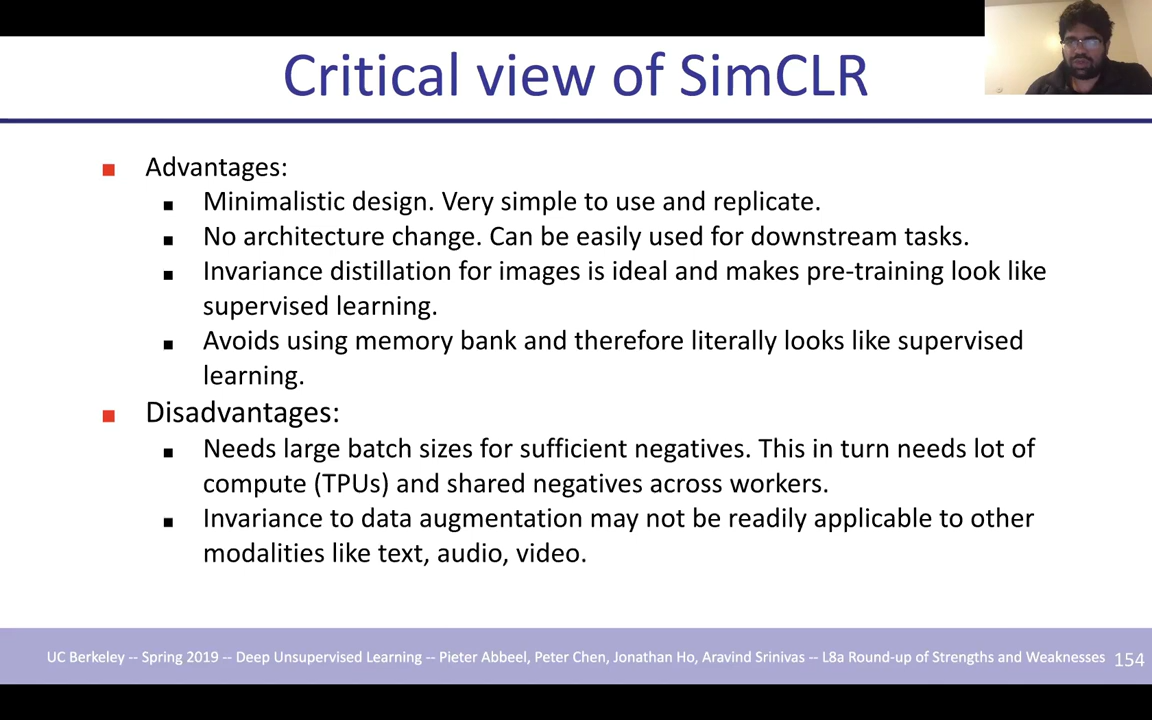 Critical view of SimCLR
Advantages:
Minimalistic design. Very simple to use and replicate.
No architecture change. Can be easily used for downstream tasks.
Invariance distillation for images is ideal and makes pre-training look like
supervised learning.
Avoids using memory bank and therefore literally looks like supervised
learning.
Disadvantages:
Needs large batch sizes for sufficient negatives. This in turn needs lot of
compute (TPUs) and shared negatives across workers.
Invariance to data augmentation may not be readily applicable to other
modalities like text, audio, video.
UC Berkeley -- Spring 2019 -- Deep Unsupervised Learning -- Pieter Abbeel, Peter Chen, Jonathan Ho, Aravind Srinivas -- L8a Round-up of Strengths and Weaknesses 154